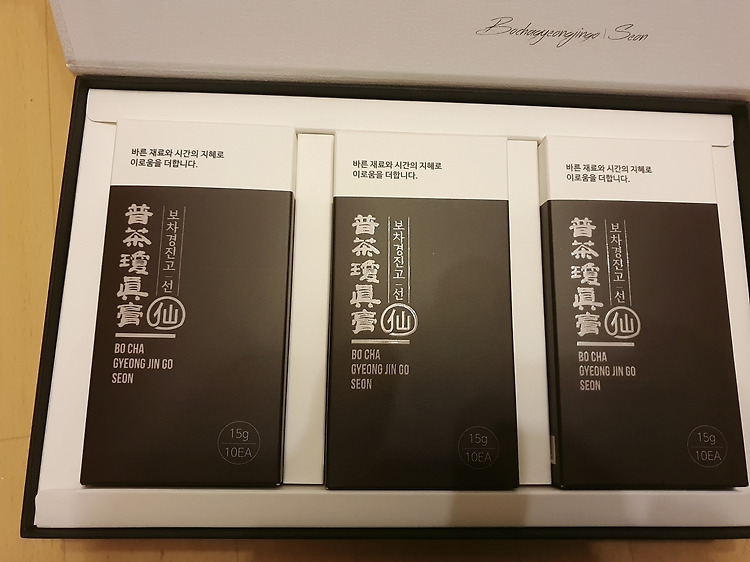 Bochagyeongjingo | Seon
바른 재료와 시간의 지혜로
이로움을 더합니다.
普茶瓊眞膏
보차경진고_선
仙
BO CHA
GYEONG JIN GO
SEON
15g
10EA
바른 재료와 시간의 지혜로
이로움을 더합니다.
普茶瓊眞膏
보차경진고_선
仙
BO CHA
GYEONG JIN GO
SEON
15g
10EA
바른 재료와 시간의 지혜로
이로움을 더합니다.
普茶瓊眞膏
보차경진고_선
仙
BO CHA
GYEONG JIN GO
SEON
15g
10EA